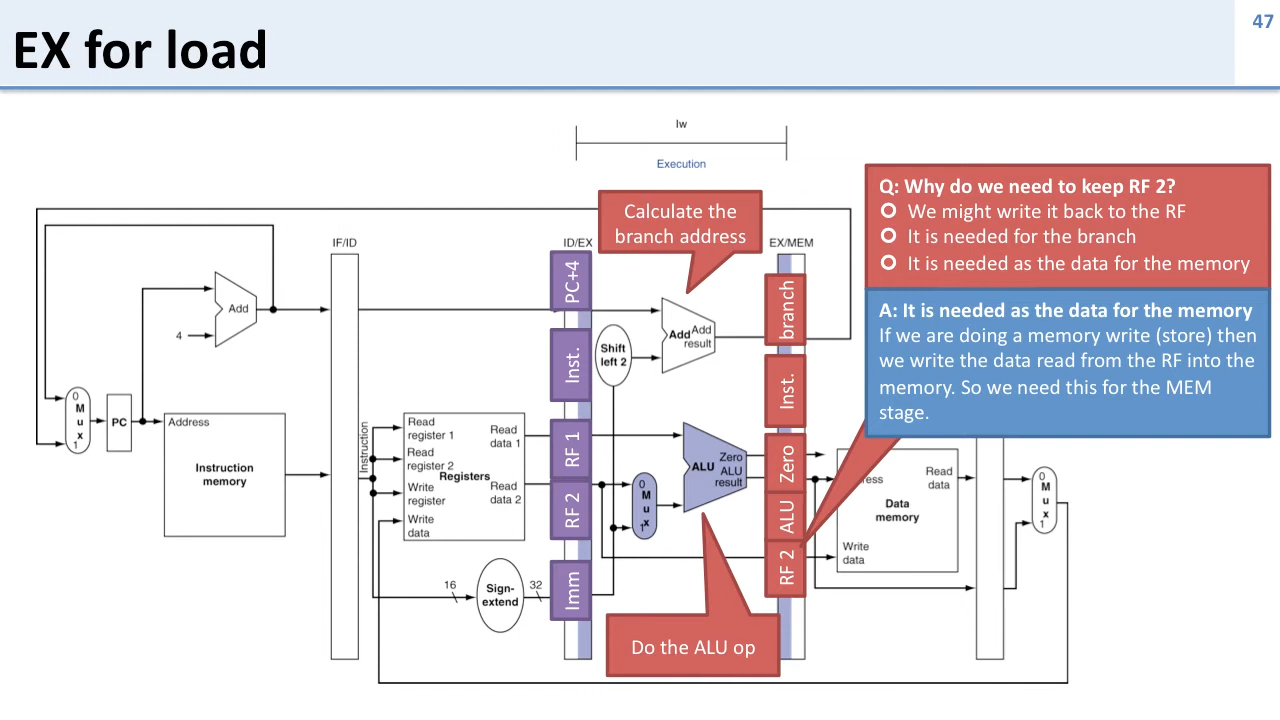 47
EX for load
lw
Execution
Calculate the
branch address
Q: Why do we need to keep RF 2?
We might write it back to the RF
It is needed for the branch
It is needed as the data for the memory
A: It is needed as the data for the memory
If we are doing a memory write (store) then
we write the data read from the RF into the
memory. So we need this for the MEM
stage.
IF/ID
ID/EX
EX/MEM
PC+4
Inst.
RF 1
RF 2
Imm
branch
Inst.
Zero
ALU
RF 2
Add
4
Add
Add
result
Shift
left 2
0
M
u
x
1
PC
Address
Instruction
memory
Instruction
Read
register 1
Read
register 2
Registers
Write
register
Write
data
Read
data 1
Read
data 2
16
Sign-
extend
32
0
M
u
x
1
ALU
Zero
ALU
result
ress
Read
data
Data
memory
Write
data
0
M
u
x
1
Do the ALU op